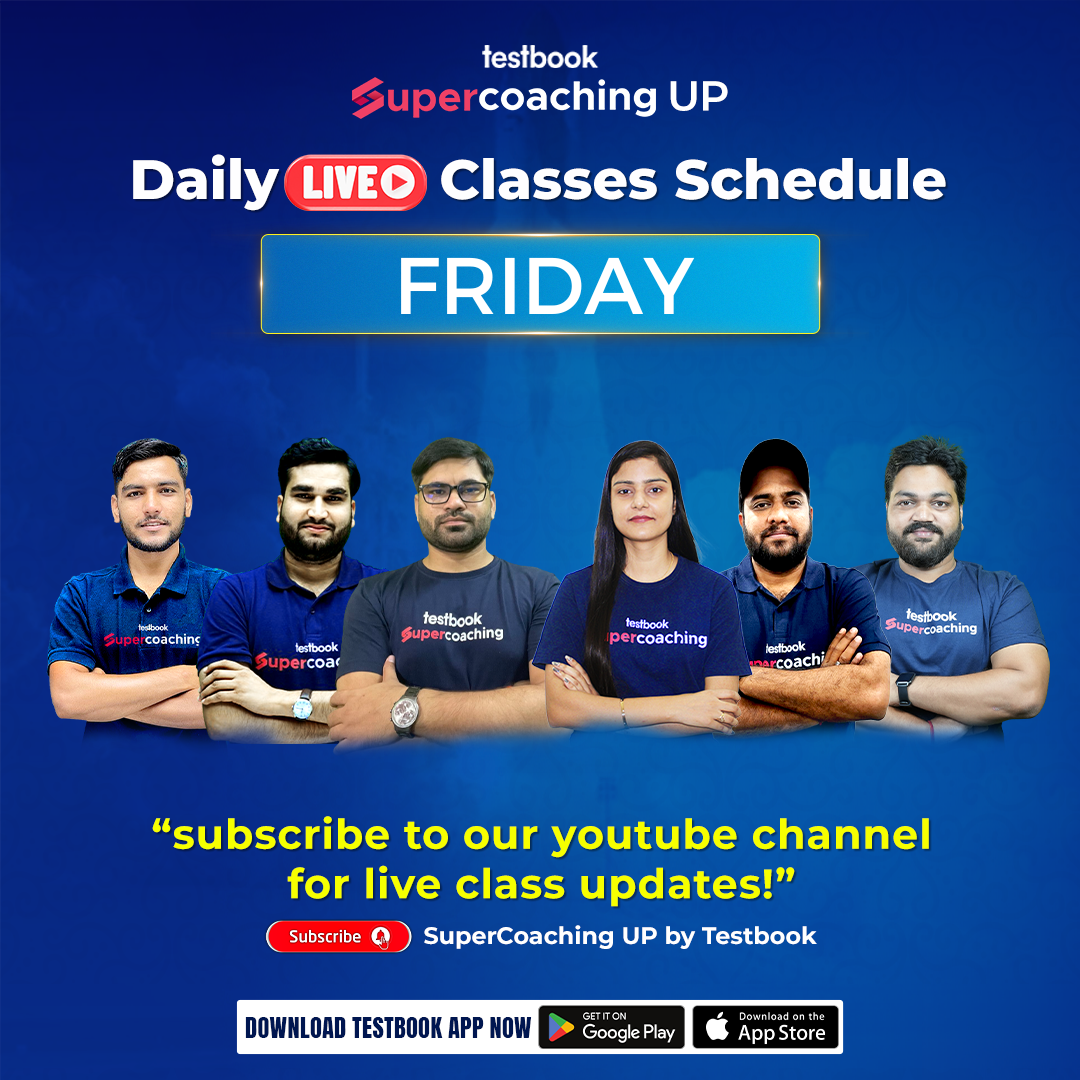 testbook
Supercoaching UP
Daily LIVE Classes Schedule
FRIDAY
testbook
Supercoaching
testbook
Supercoac
testbook
Supercoaching
testbook
percoaching
testbook
percoachi
testbook
Supercoaching
“subscribe to our youtube channel
for live class updates!”
Subscribe SuperCoaching UP by Testbook
DOWNLOAD TESTBOOK APP NOW GET IT ON Google Play Download on the App Store